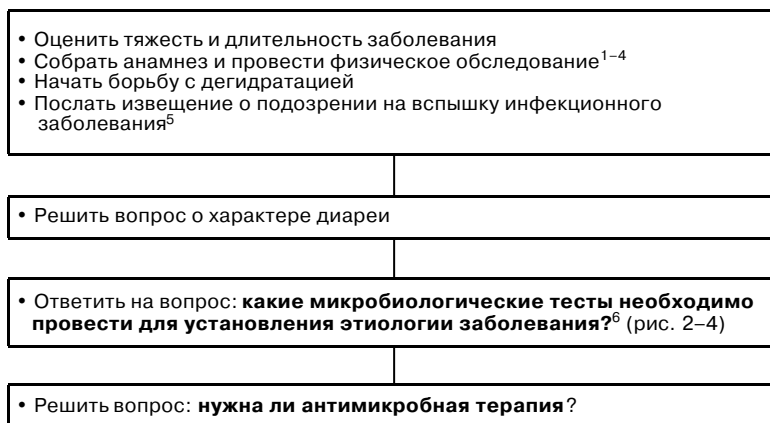 • Оценить тяжесть и длительность заболевания
• Собрать анамнез и провести физическое обследование¹⁻⁴
• Начать борьбу с дегидратацией
• Послать извещение о подозрении на вспышку инфекционного
заболевания⁵
• Решить вопрос о характере диареи
• Ответить на вопрос: какие микробиологические тесты необходимо
провести для установления этиологии заболевания?⁶ (рис. 2–4)
• Решить вопрос: нужна ли антимикробная терапия?